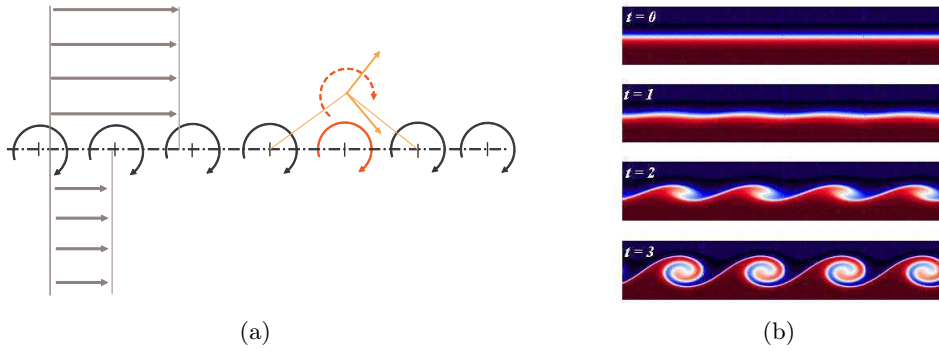 t = 0
t = 1
t = 2
t = 3
(a)
(b)